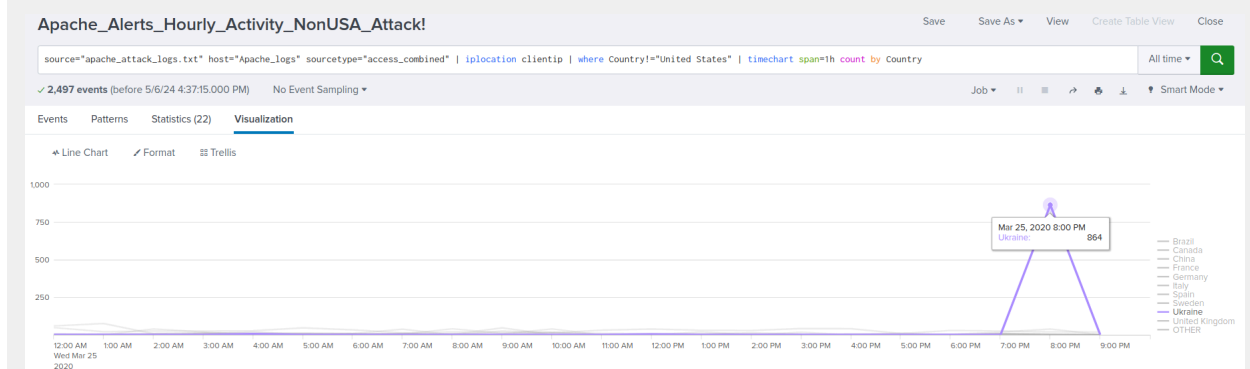 Apache_Alerts_Hourly_Activity_NonUSA_Attack!
Save Save As ▾ View Create Table View Close
source="apache_attack_logs.txt" host="Apache_logs" sourcetype="access_combined" | iplocation clientip | where Country!="United States" | timechart span=1h count by Country
All time ▾
✓ 2,497 events (before 5/6/24 4:37:15.000 PM) No Event Sampling ▾
Job ▾ Smart Mode ▾
Events Patterns Statistics (22) Visualization
Line Chart Format Trellis
1,000
750
500
250
Mar 25, 2020 8:00 PM
Ukraine: 864
Brazil
Canada
China
France
Germany
Italy
Spain
Sweden
Ukraine
United Kingdom
OTHER
12:00 AM 1:00 AM 2:00 AM 3:00 AM 4:00 AM 5:00 AM 6:00 AM 7:00 AM 8:00 AM 9:00 AM 10:00 AM 11:00 AM 12:00 PM 1:00 PM 2:00 PM 3:00 PM 4:00 PM 5:00 PM 6:00 PM 7:00 PM 8:00 PM 9:00 PM
Wed Mar 25
2020